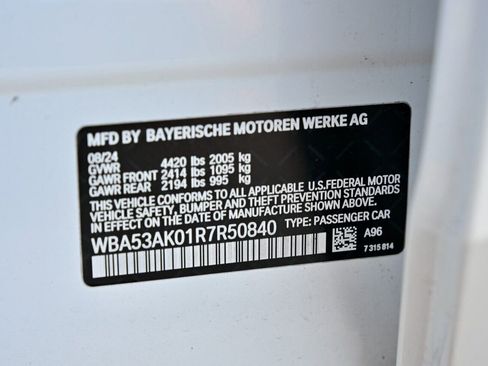 MFD BY BAYERISCHE MOTOREN WERKE AG
08/24
GVWR 4420 lbs 2005 kg
GAWR FRONT 2414 lbs 1095 kg
GAWR REAR 2194 lbs 995 kg
THIS VEHICLE CONFORMS TO ALL APPLICABLE U.S.FEDERAL MOTOR
VEHICLE SAFETY, BUMPER AND THEFT PREVENTION STANDARDS
IN EFFECT ON THE DATE OF MANUFACTURE SHOWN ABOVE.
WBA53AK01R7R50840 TYPE: PASSENGER CAR
A96
7 315 814